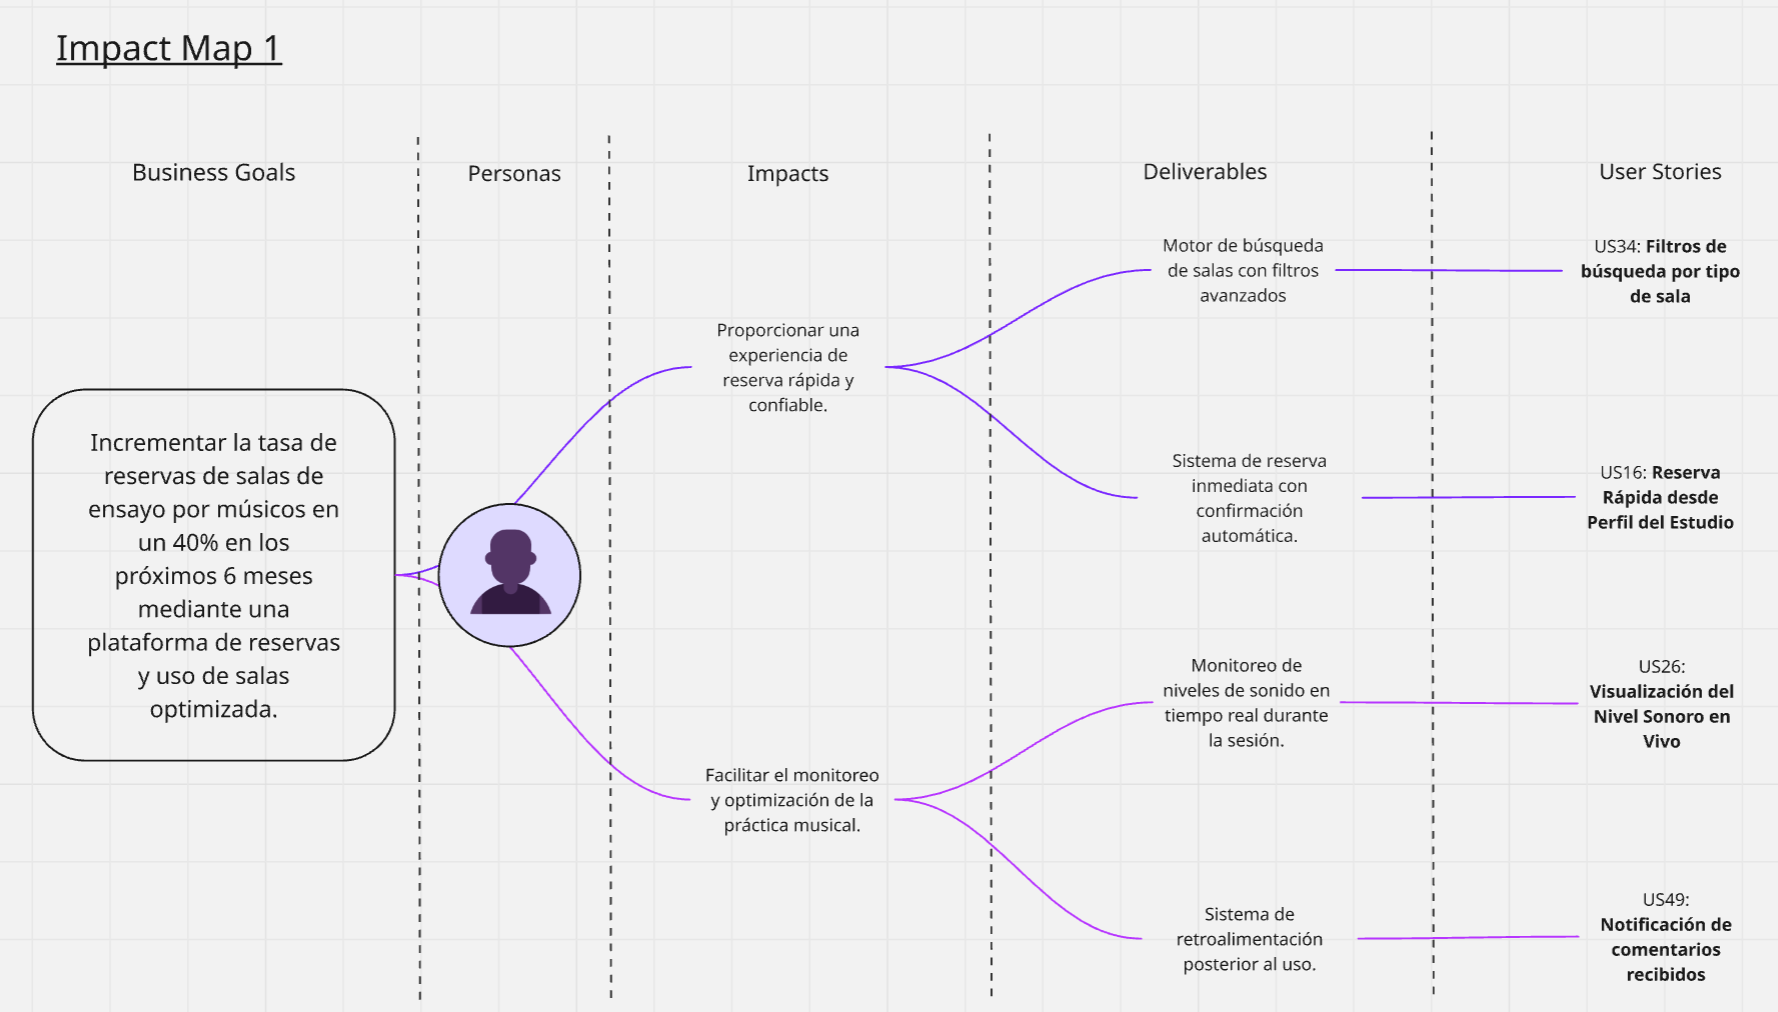 Impact Map 1
Business Goals
Personas
Impacts
Deliverables
User Stories
Incrementar la tasa de
reservas de salas de
ensayo por músicos en
un 40% en los
próximos 6 meses
mediante una
plataforma de reservas
y uso de salas
optimizada.
Proporcionar una
experiencia de
reserva rápida y
confiable.
Motor de búsqueda
de salas con filtros
avanzados
US34: Filtros de
búsqueda por tipo
de sala
Sistema de reserva
inmediata con
confirmación
automática.
US16: Reserva
Rápida desde
Perfil del Estudio
Facilitar el monitoreo
y optimización de la
práctica musical.
Monitoreo de
niveles de sonido en
tiempo real durante
la sesión.
US26:
Visualización del
Nivel Sonoro en
Vivo
Sistema de
retroalimentación
posterior al uso.
US49:
Notificación de
comentarios
recibidos